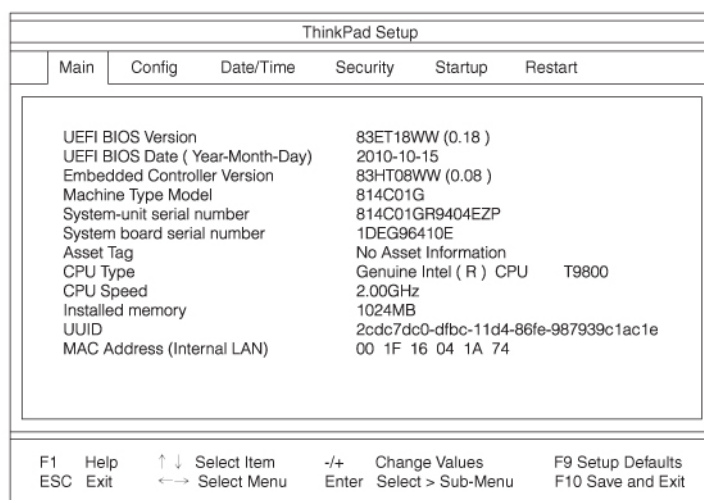 ThinkPad Setup
Main Config Date/Time Security Startup Restart
UEFI BIOS Version 83ET18WW (0.18 )
UEFI BIOS Date ( Year-Month-Day) 2010-10-15
Embedded Controller Version 83HT08WW (0.08 )
Machine Type Model 814C01G
System-unit serial number 814C01GR9404EZP
System board serial number 1DEG96410E
Asset Tag No Asset Information
CPU Type Genuine Intel ( R ) CPU T9800
CPU Speed 2.00GHz
Installed memory 1024MB
UUID 2cdc7dc0-dfbc-11d4-86fe-987939c1ac1e
MAC Address (Internal LAN) 00 1F 16 04 1A 74
F1 Help ↑ ↓ Select Item -/+ Change Values F9 Setup Defaults
ESC Exit ←→ Select Menu Enter Select > Sub-Menu F10 Save and Exit